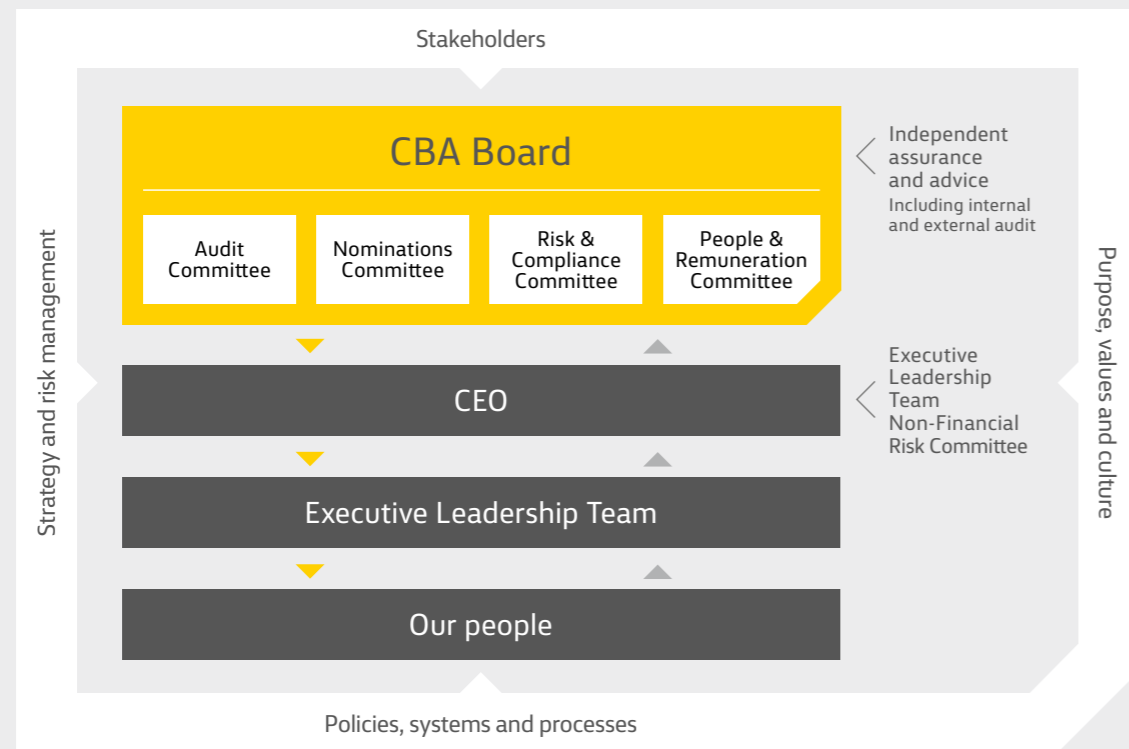 Stakeholders
CBA Board
Audit
Committee
Nominations
Committee
Risk &
Compliance
Committee
People &
Remuneration
Committee
Independent
assurance
and advice
Including internal
and external audit
CEO
Executive
Leadership
Team
Non-Financial
Risk Committee
Executive Leadership Team
Our people
Strategy and risk management
Purpose, values and culture
Policies, systems and processes